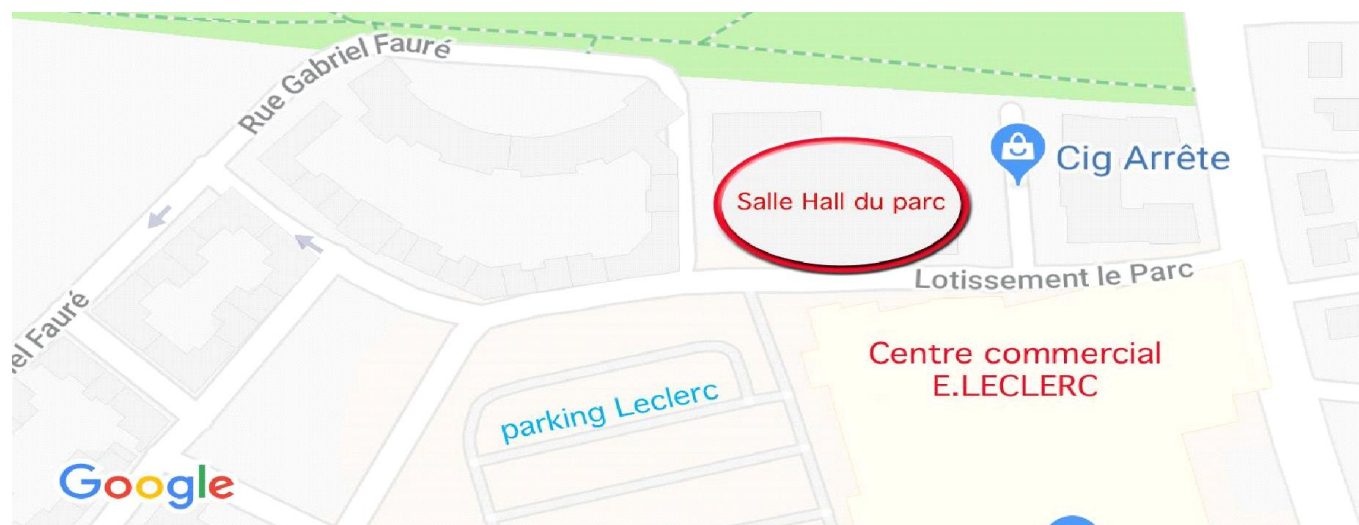 Rue Gabriel Fauré
Cig Arrête
Salle Hall du parc
Lotissement le Parc
el Fauré
Centre commercial
E.LECLERC
parking Leclerc
Google